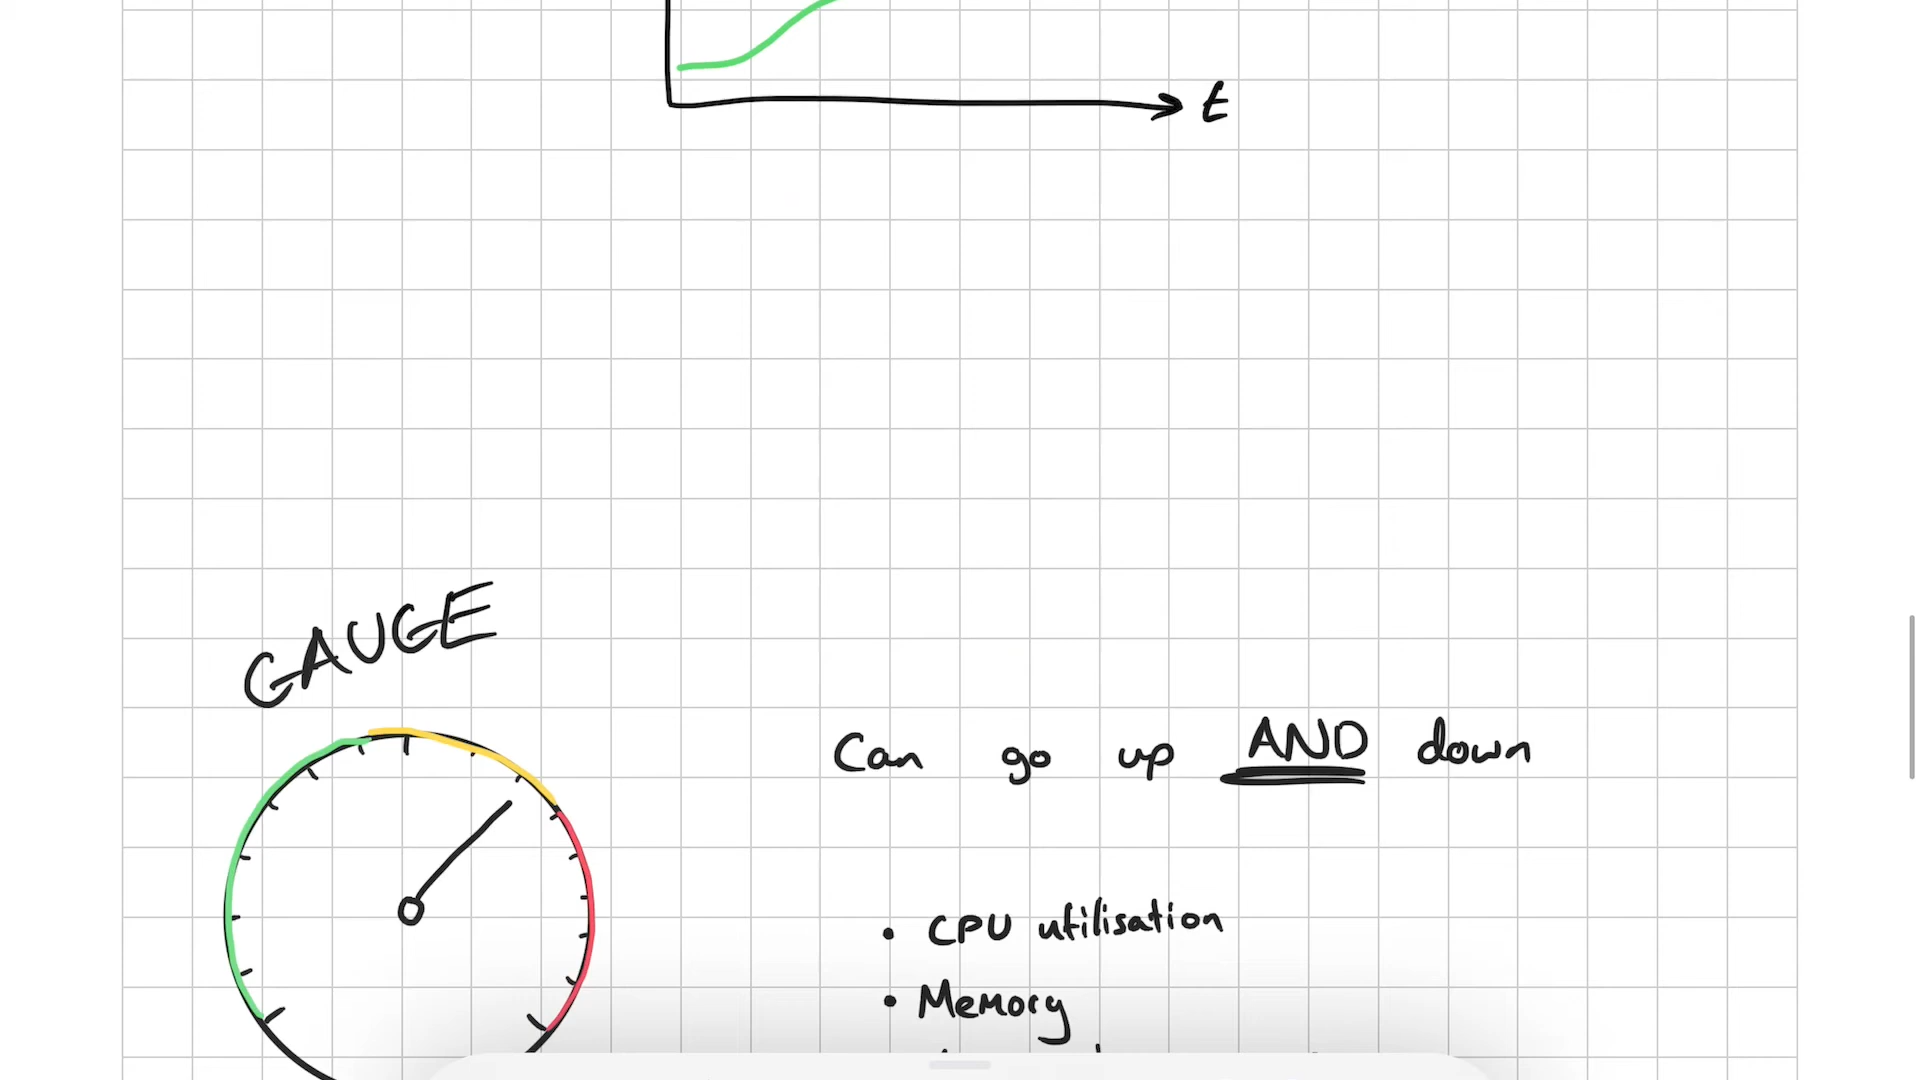 t
GAUGE
Can go up AND down
• CPU utilisation
• Memory